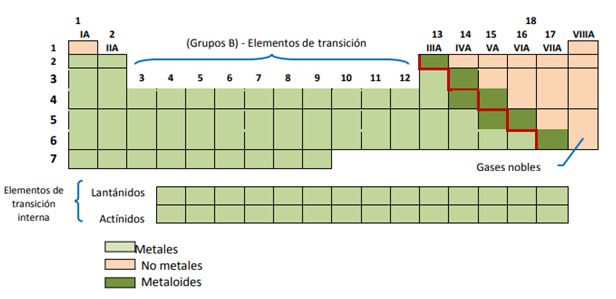 1 18
IA 2 (Grupos B) - Elementos de transición 13 14 15 16 17 VIIIA
IIA IIIA IVA VA VIA VIIA
1
2
3 3 4 5 6 7 8 9 10 11 12
4
5
6
7
Gases nobles
Elementos de transición interna
Lantánidos
Actínidos
Metales
No metales
Metaloides